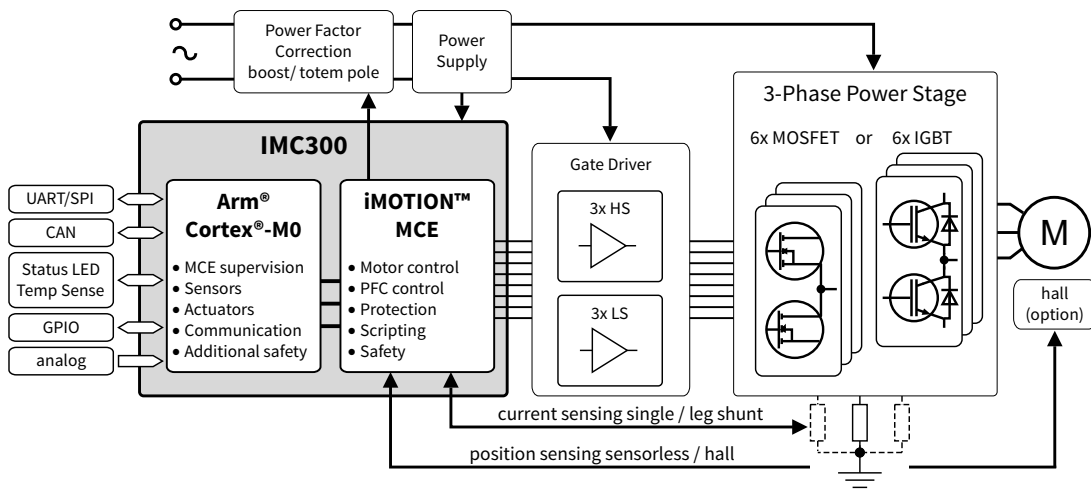 Power Factor
Correction
boost/ totem pole
Power
Supply
3-Phase Power Stage
6x MOSFET or 6x IGBT
IMC300
Gate Driver
3x HS
3x LS
UART/SPI
CAN
Status LED
Temp Sense
GPIO
analog
Arm®
Cortex®-M0
• MCE supervision
• Sensors
• Actuators
• Communication
• Additional safety
iMOTION™
MCE
• Motor control
• PFC control
• Protection
• Scripting
• Safety
M
hall
(option)
current sensing single / leg shunt
position sensing sensorless / hall